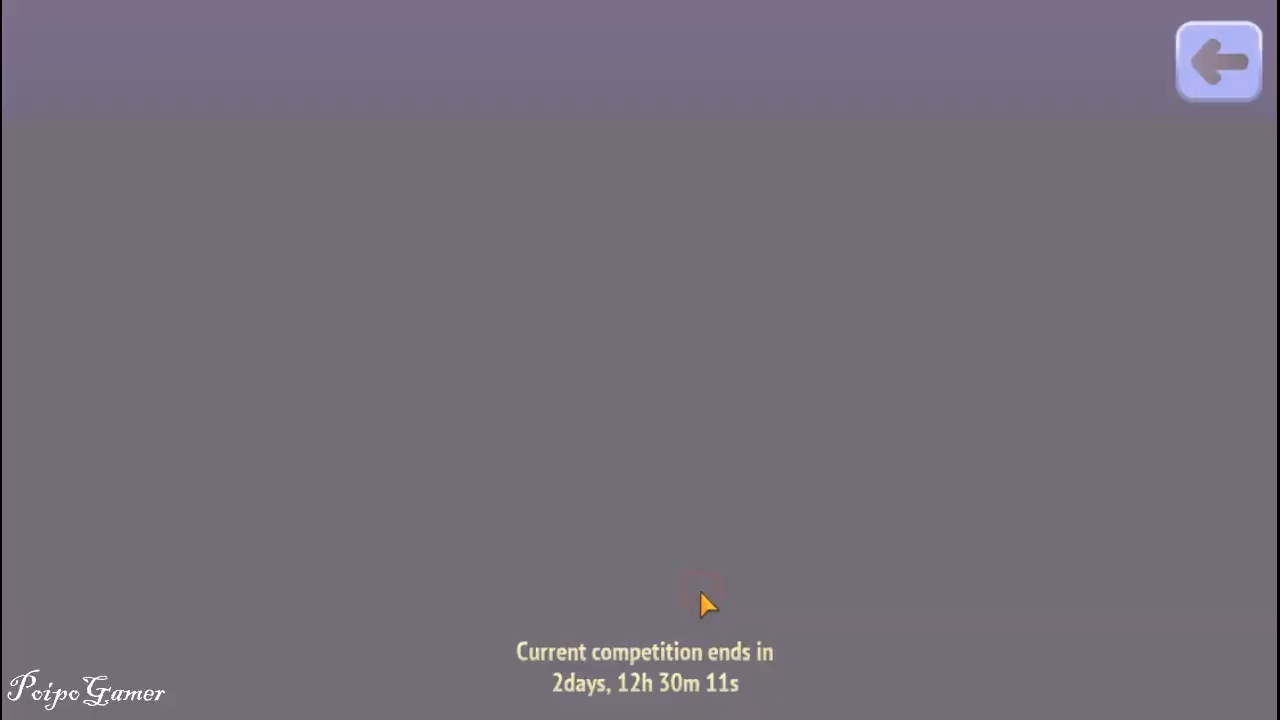 Current competition ends in
2days, 12h 30m 11s
PoipoGamer